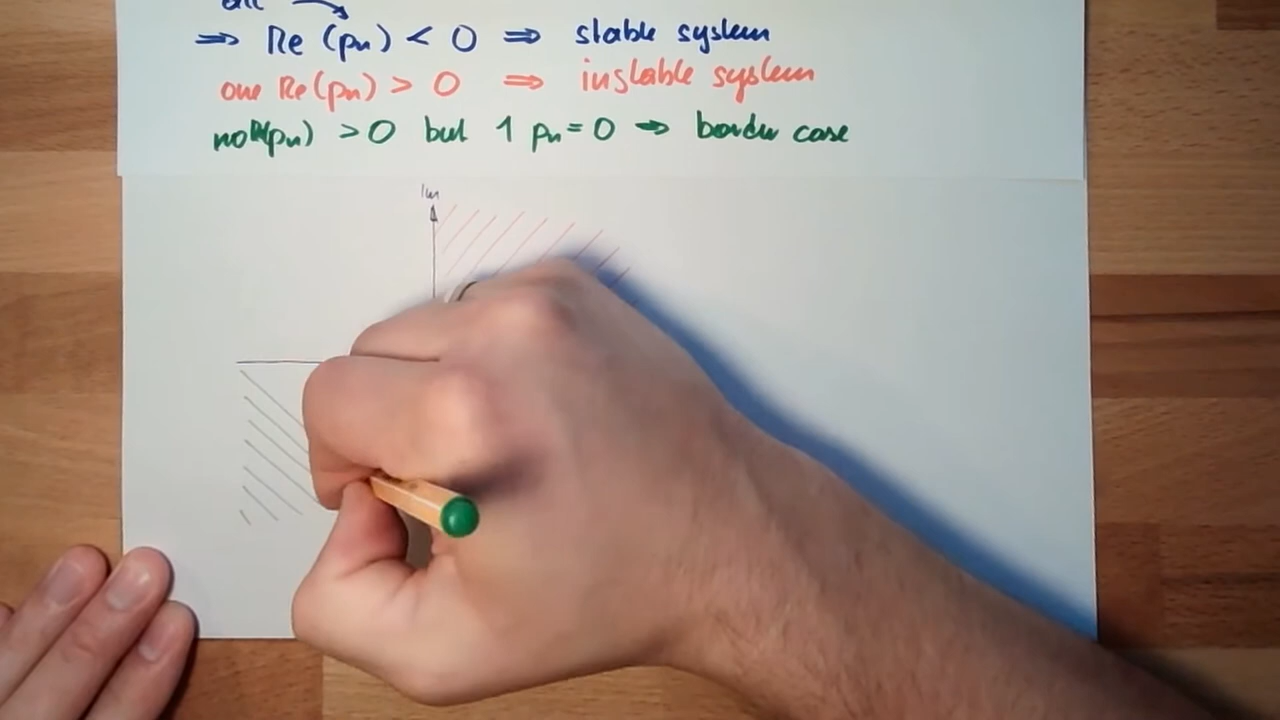 all
⇒ Re (pn) < 0 ⇒ stable system
one Re(pn) > 0 ⇒ instable system
no Re(pn) > 0 but 1 pn = 0 ⇒ border case
Im